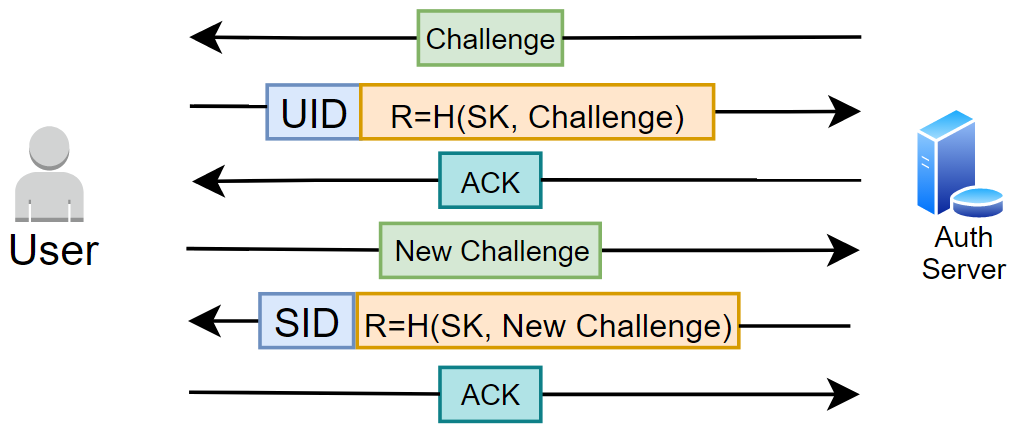 Challenge
UID
R=H(SK, Challenge)
ACK
User
New Challenge
Auth
Server
SID
R=H(SK, New Challenge)
ACK